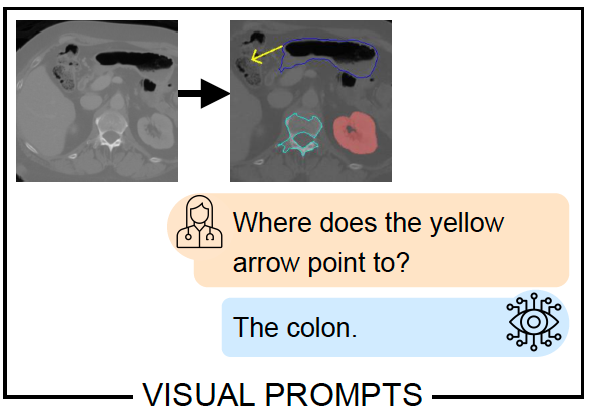 Where does the yellow
arrow point to?
The colon.
VISUAL PROMPTS